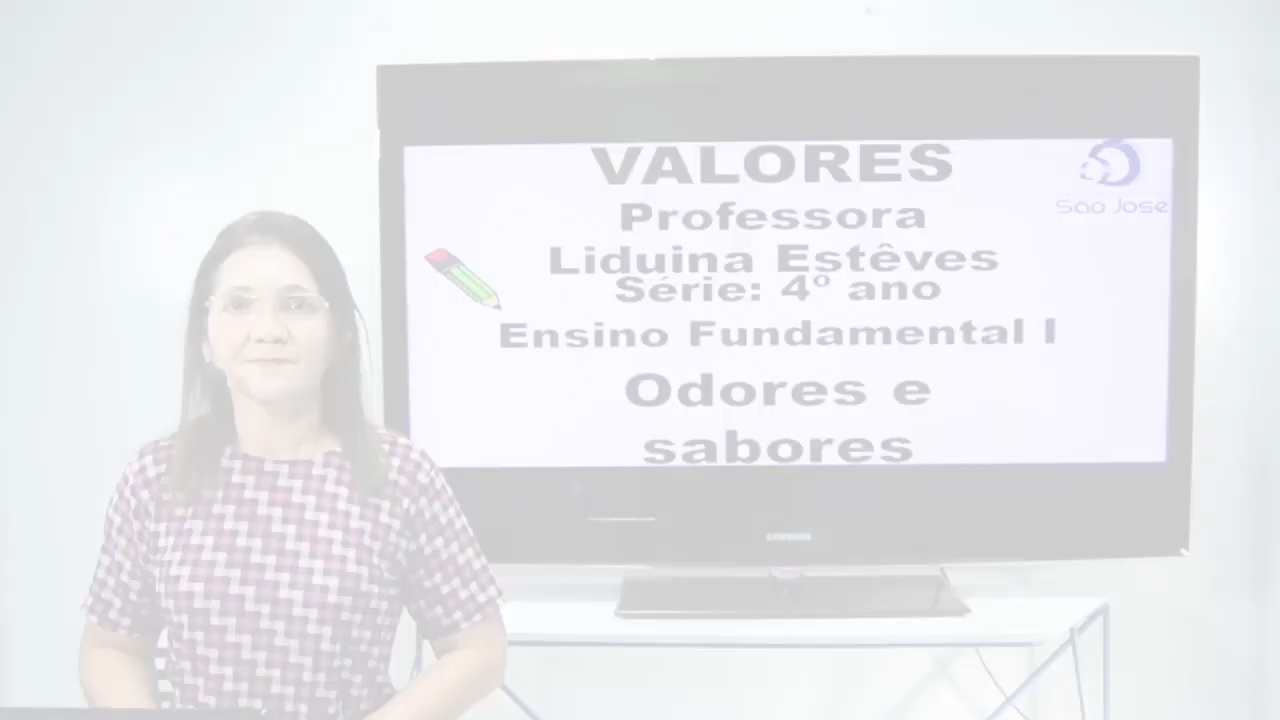 VALORES
São José
Professora
Liduina Estêves
Série: 4º ano
Ensino Fundamental I
Odores e
sabores